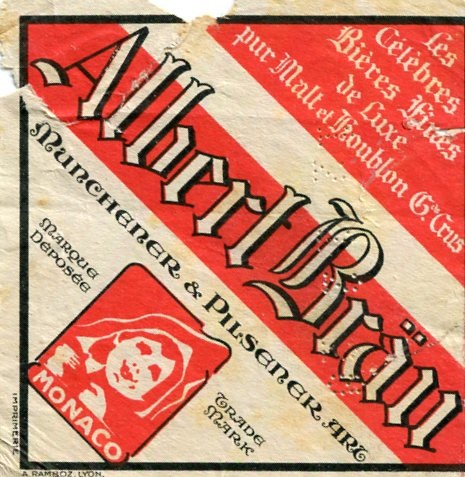 Les
Célèbres
Bières Fines
de Luxe
pur Malt et Houblon Gds Crus
Albert Bräu
Munchener & Pilsener Art
Marque
Déposée
MONACO
Trade
Mark
IMPRIMERIE
A. RAMBOZ. LYON.